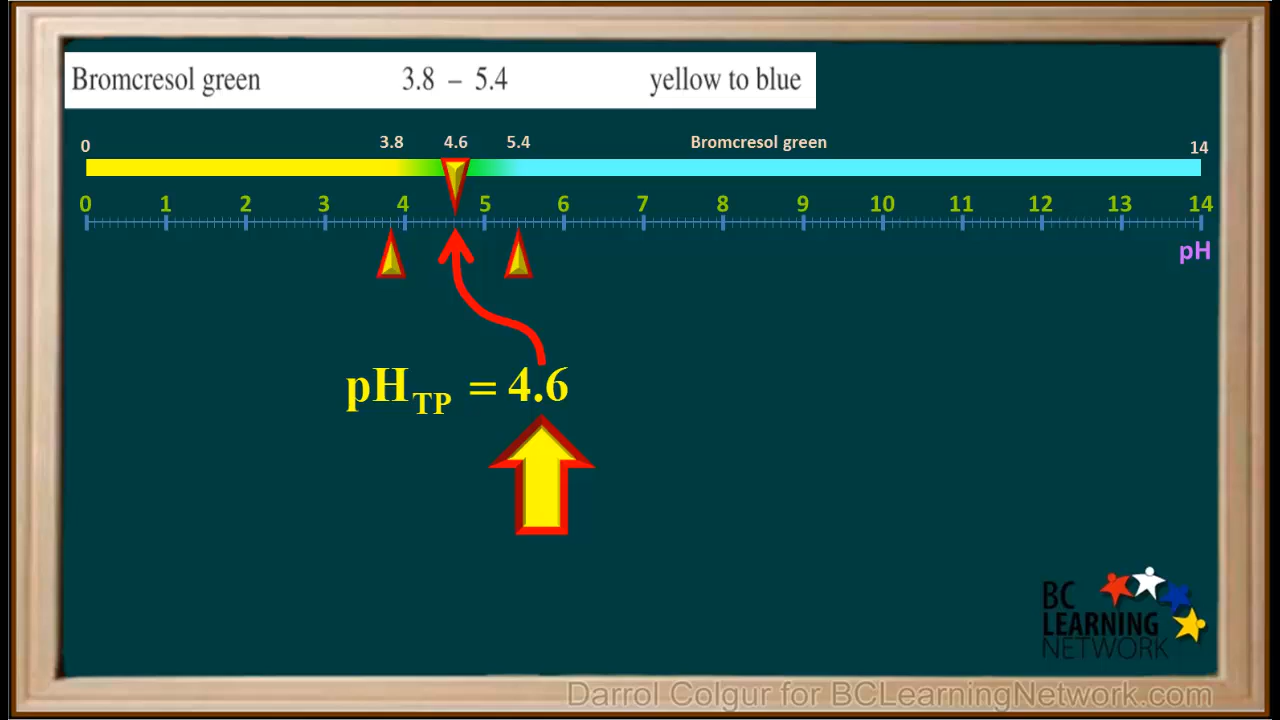 Bromcresol green 3.8 – 5.4 yellow to blue
0 3.8 4.6 5.4 Bromcresol green 14
0 1 2 3 4 5 6 7 8 9 10 11 12 13 14
pH
pH_TP = 4.6
BC
LEARNING
NETWORK
Darrol Colgur for BCLearningNetwork.com